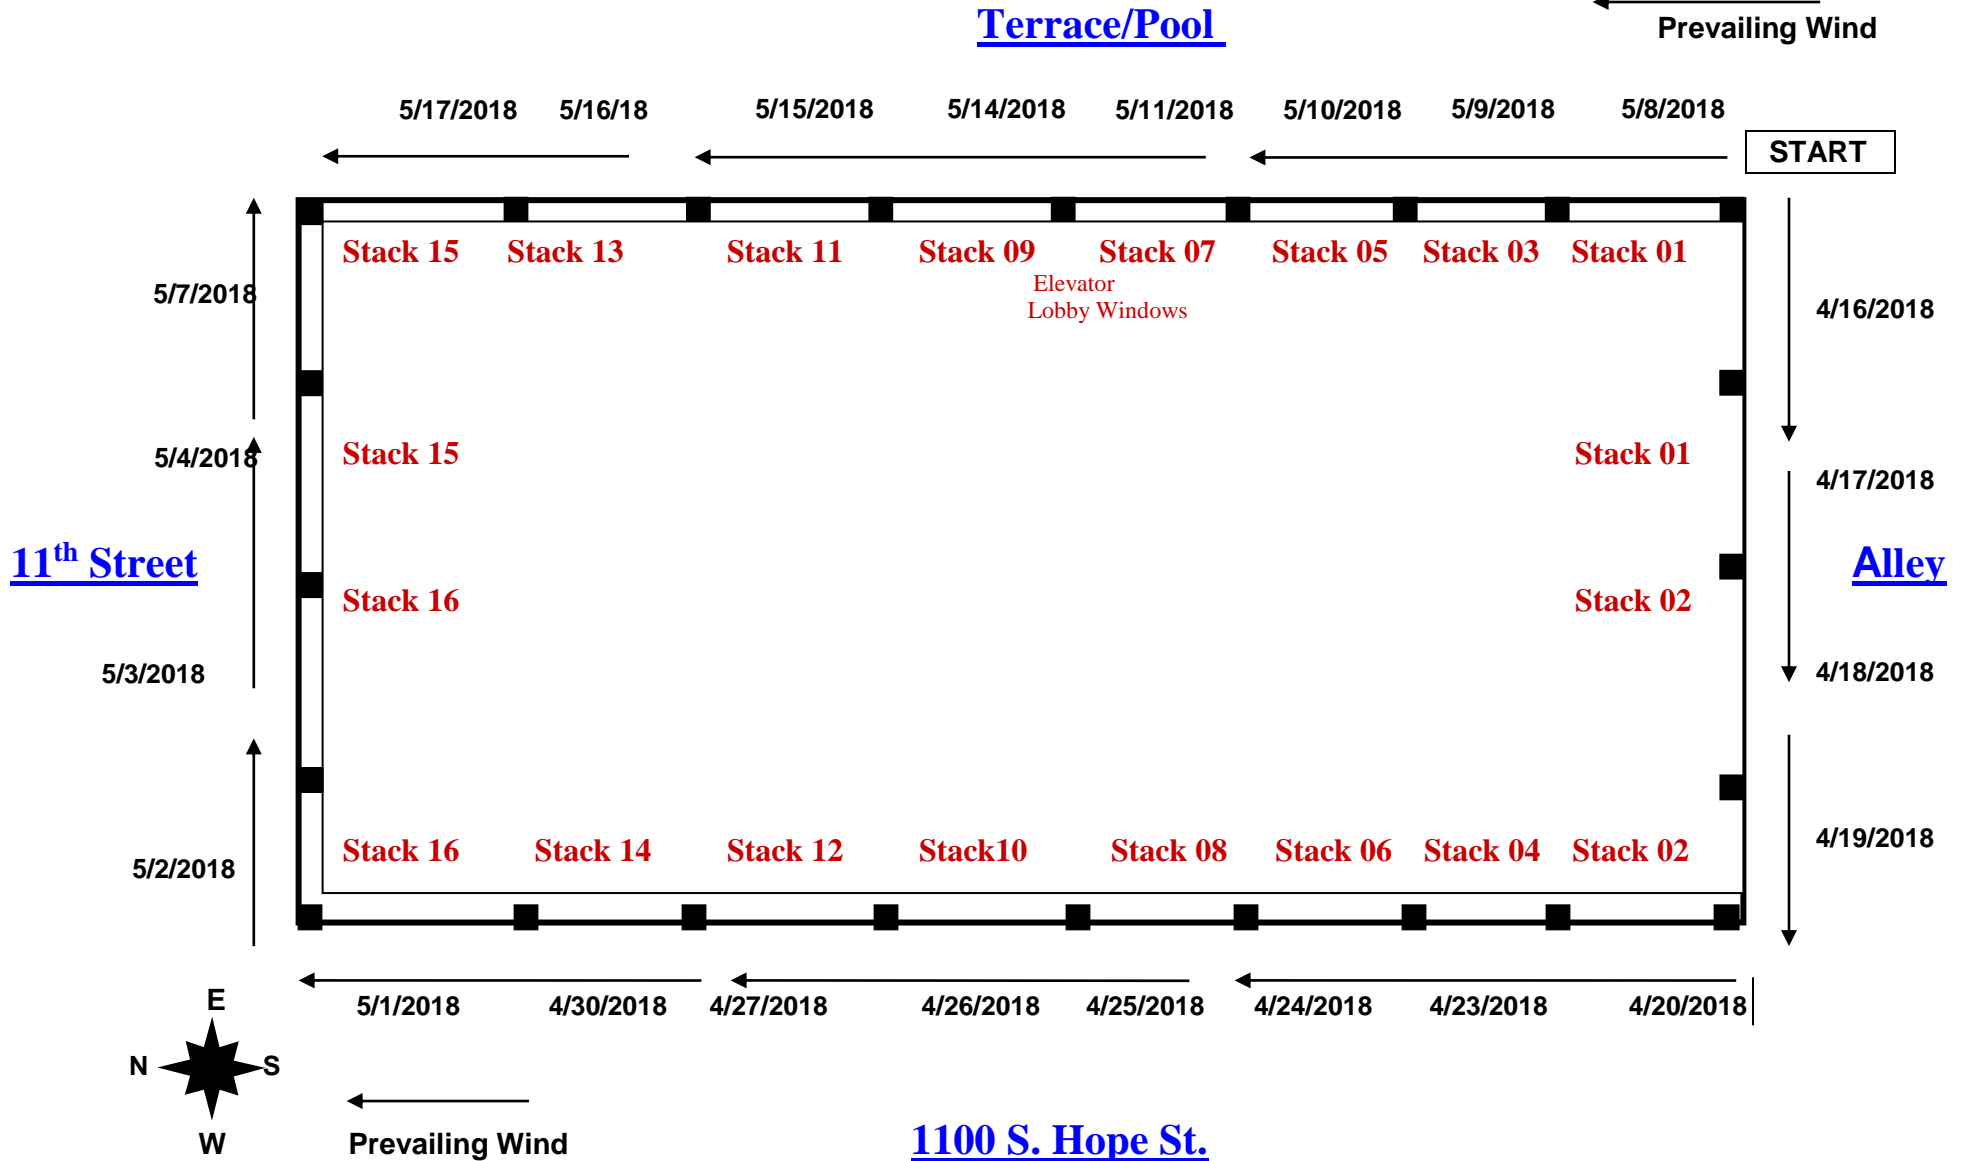 Terrace/Pool
Prevailing Wind
5/17/2018 5/16/18 5/15/2018 5/14/2018 5/11/2018 5/10/2018 5/9/2018 5/8/2018
START
Stack 15 Stack 13 Stack 11 Stack 09 Stack 07 Stack 05 Stack 03 Stack 01
Elevator
Lobby Windows
5/7/2018
4/16/2018
5/4/2018
Stack 15
Stack 01
4/17/2018
11th Street
Alley
Stack 16
Stack 02
5/3/2018
4/18/2018
Stack 16 Stack 14 Stack 12 Stack10 Stack 08 Stack 06 Stack 04 Stack 02
4/19/2018
5/2/2018
5/1/2018 4/30/2018 4/27/2018 4/26/2018 4/25/2018 4/24/2018 4/23/2018 4/20/2018
E
N
S
W
Prevailing Wind
1100 S. Hope St.